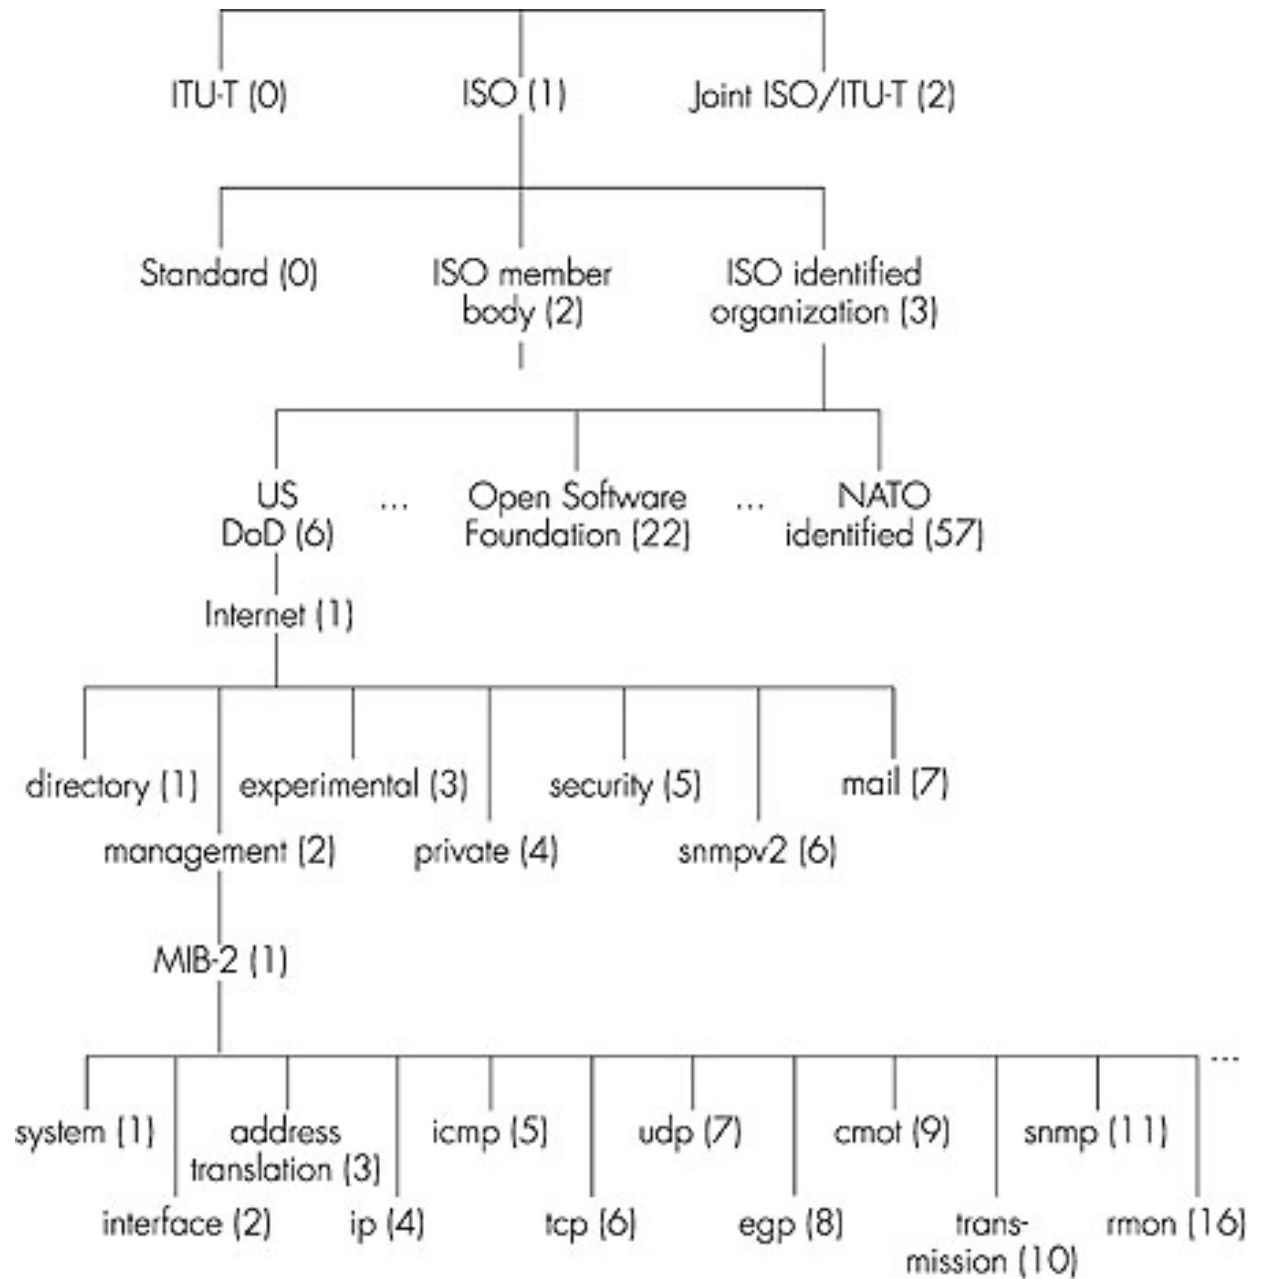 ITU-T (0) ISO (1) Joint ISO/ITU-T (2)
Standard (0) ISO member ISO identified
body (2) organization (3)
US ... Open Software ... NATO
DoD (6) Foundation (22) identified (57)
Internet (1)
directory (1) experimental (3) security (5) mail (7)
management (2) private (4) snmpv2 (6)
MIB-2 (1)
...
system (1) address icmp (5) udp (7) cmot (9) snmp (11)
translation (3)
interface (2) ip (4) tcp (6) egp (8) trans- rmon (16)
mission (10)